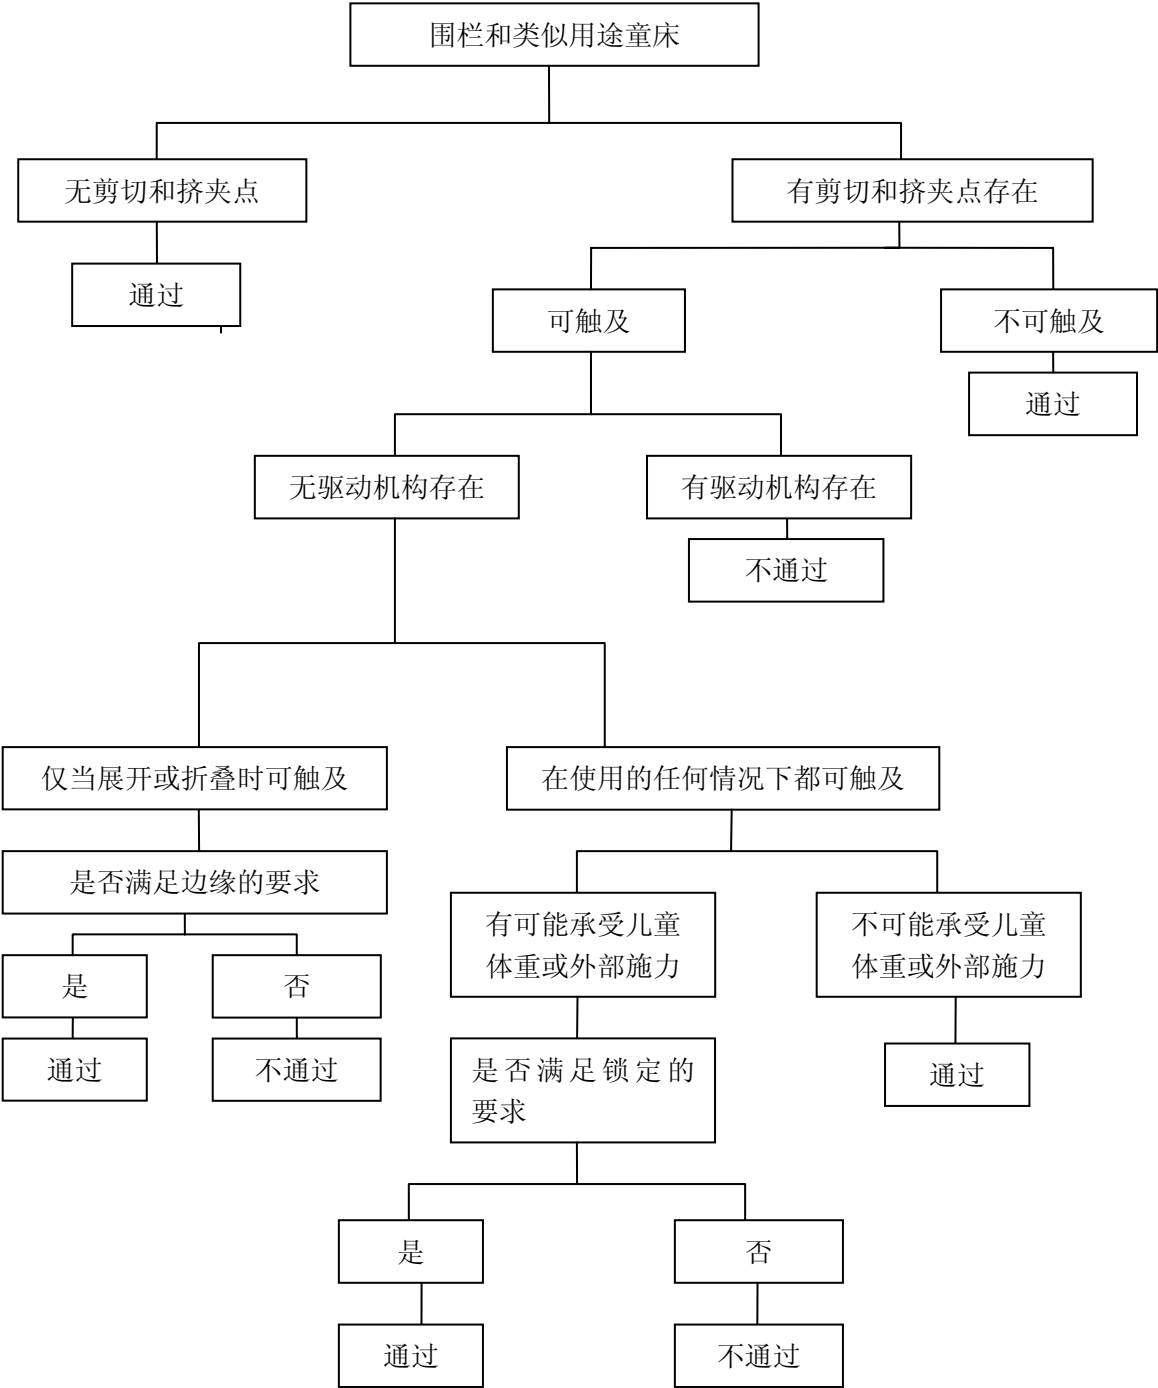 围栏和类似用途童床
无剪切和挤夹点
有剪切和挤夹点存在
通过
可触及
不可触及
通过
无驱动机构存在
有驱动机构存在
不通过
仅当展开或折叠时可触及
在使用的任何情况下都可触及
是否满足边缘的要求
有可能承受儿童
体重或外部施力
不可能承受儿童
体重或外部施力
是
否
通过
不通过
是否满足锁定的
要求
通过
是
否
通过
不通过